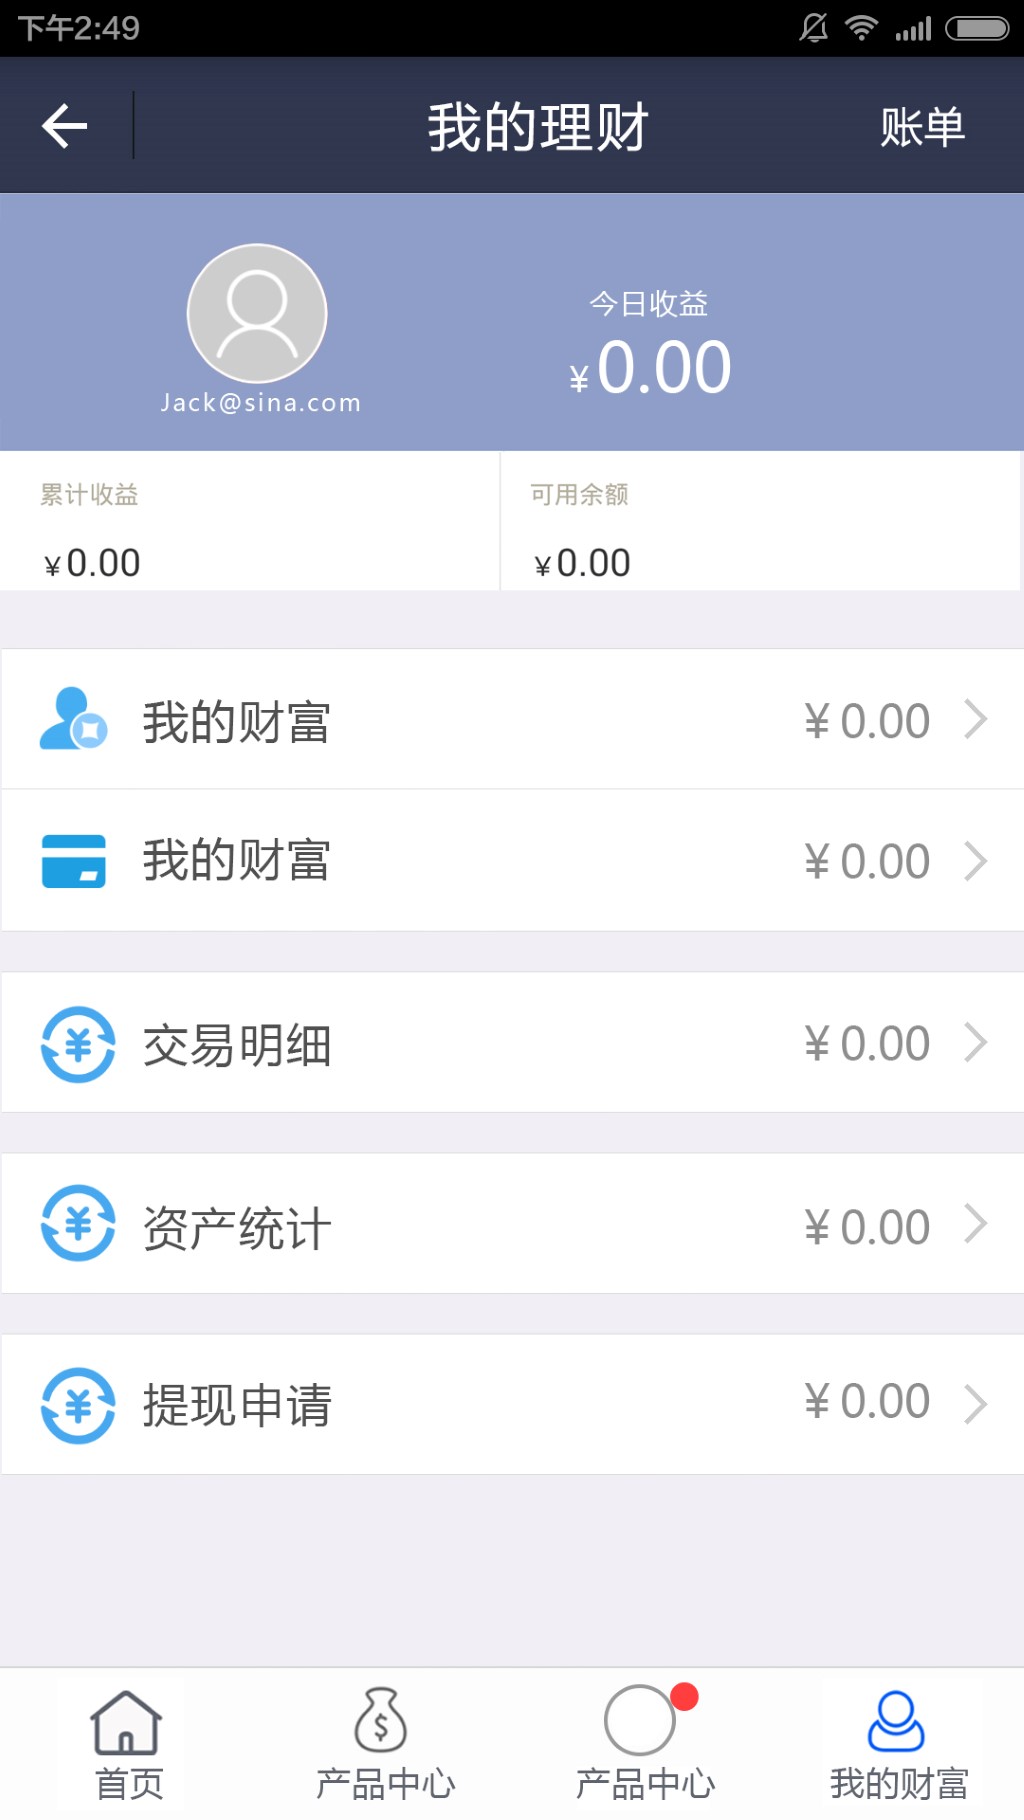 下午2:49
我的理财
账单
今日收益
¥0.00
Jack@sina.com
累计收益
可用余额
¥0.00
¥0.00
我的财富
¥0.00
我的财富
¥0.00
交易明细
¥0.00
资产统计
¥0.00
提现申请
¥0.00
首页
产品中心
产品中心
我的财富